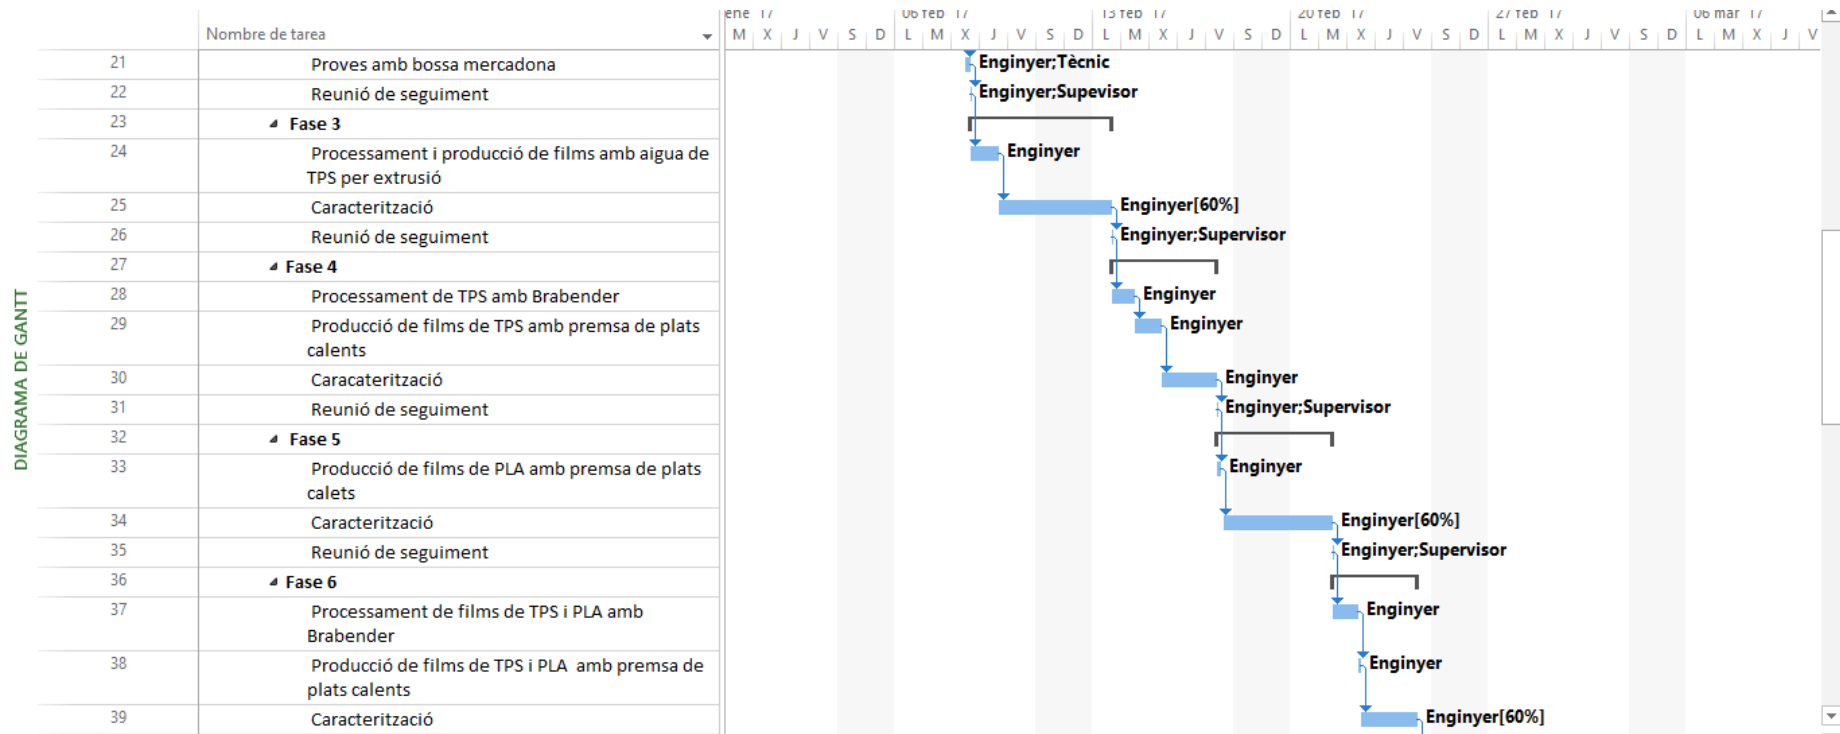 ene '17 06 feb '17 13 feb '17 20 feb '17 27 feb '17 06 mar '17
Nombre de tarea
M X J V S D L M X J V S D L M X J V S D L M X J V S D L M X J V S D L M X J V
21 Proves amb bossa mercadona Enginyer;Tècnic
22 Reunió de seguiment Enginyer;Supevisor
23 Fase 3
24 Processament i producció de films amb aigua de Enginyer
TPS per extrusió
25 Caracterització Enginyer[60%]
26 Reunió de seguiment Enginyer;Supervisor
27 Fase 4
28 Processament de TPS amb Brabender Enginyer
29 Producció de films de TPS amb premsa de plats Enginyer
calents
30 Caracaterització Enginyer
31 Reunió de seguiment Enginyer;Supervisor
32 Fase 5
33 Producció de films de PLA amb premsa de plats Enginyer
calets
34 Caracterització Enginyer[60%]
35 Reunió de seguiment Enginyer;Supervisor
36 Fase 6
37 Processament de films de TPS i PLA amb Enginyer
Brabender
38 Producció de films de TPS i PLA amb premsa de Enginyer
plats calents
39 Caracterització Enginyer[60%]
DIAGRAMA DE GANTT